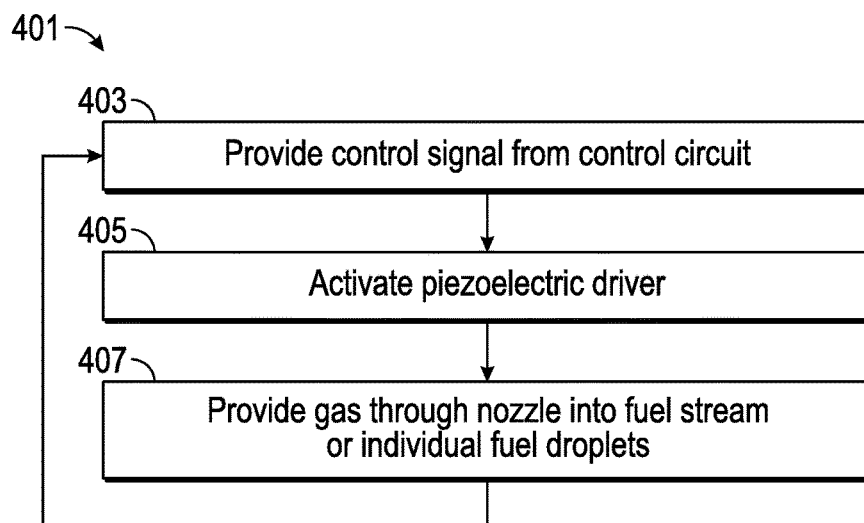 401
403
Provide control signal from control circuit
405
Activate piezoelectric driver
407
Provide gas through nozzle into fuel stream
or individual fuel droplets